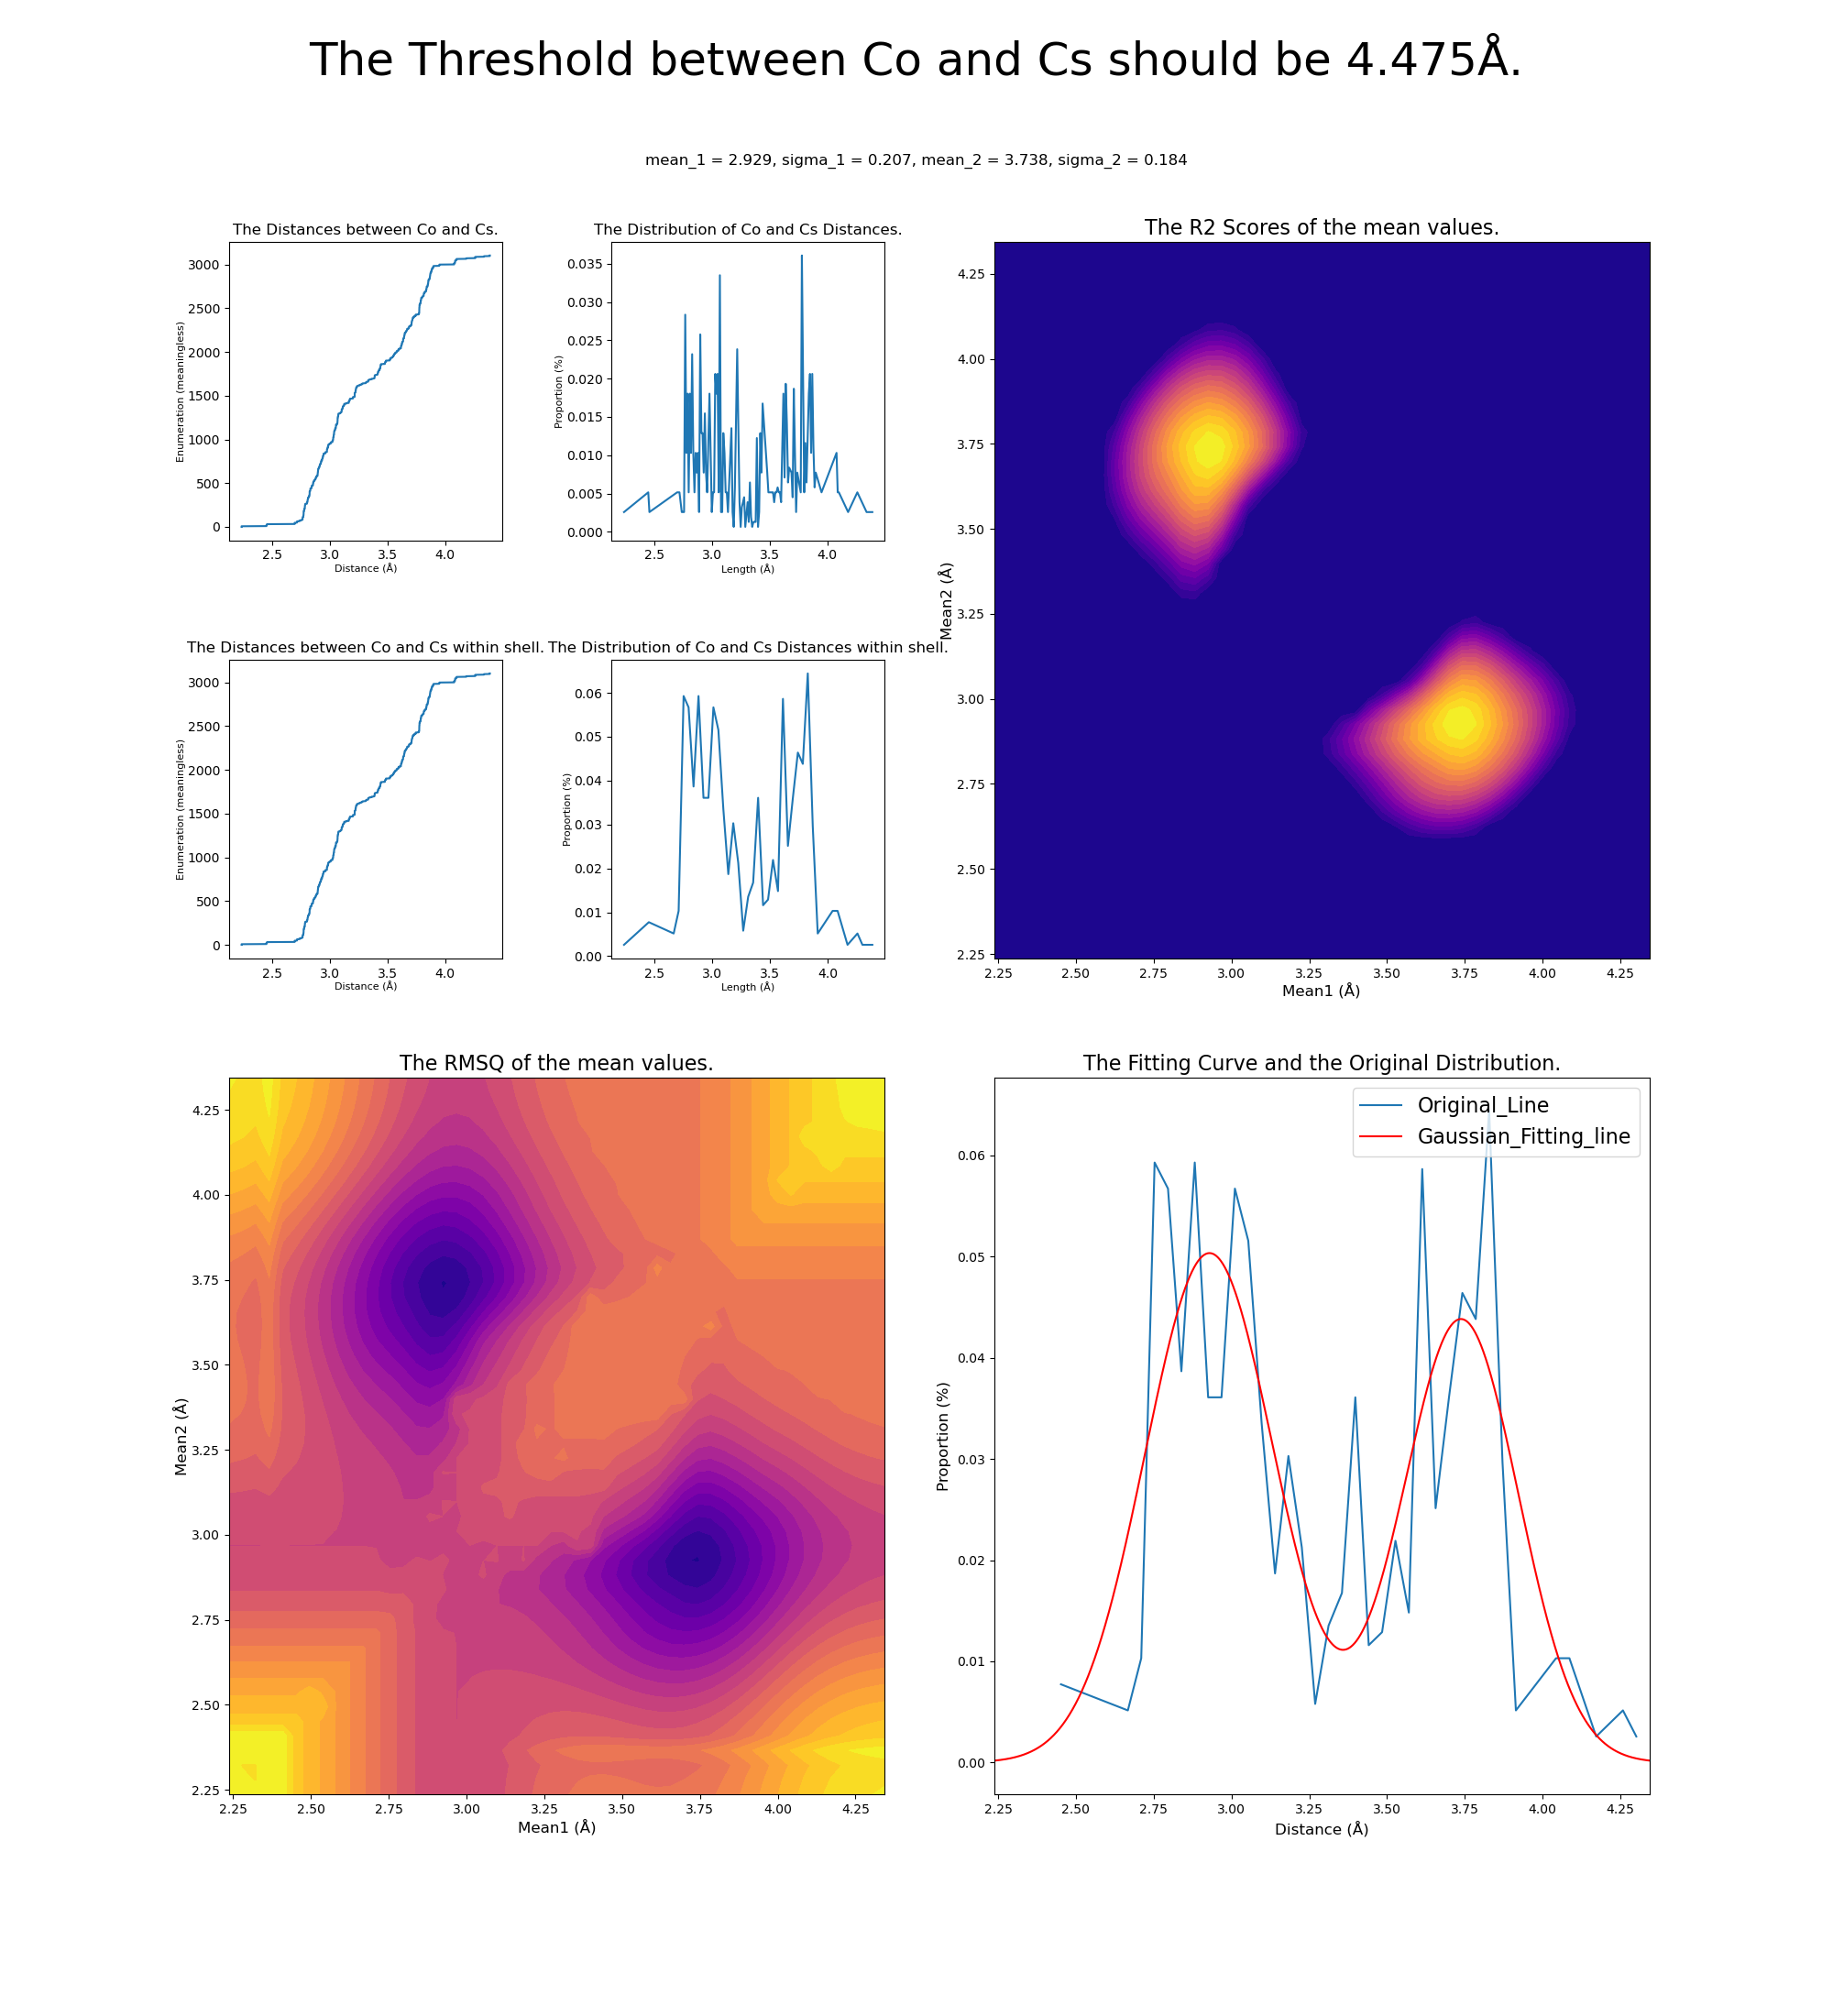 The Threshold between Co and Cs should be 4.475Å.
mean_1 = 2.929, sigma_1 = 0.207, mean_2 = 3.738, sigma_2 = 0.184
The Distances between Co and Cs.
Enumeration (meaningless)
3000
2500
2000
1500
1000
500
0
2.5 3.0 3.5 4.0
Distance (Å)
The Distribution of Co and Cs Distances.
Proportion (%)
0.035
0.030
0.025
0.020
0.015
0.010
0.005
0.000
2.5 3.0 3.5 4.0
Length (Å)
The R2 Scores of the mean values.
Mean2 (Å)
4.25
4.00
3.75
3.50
3.25
3.00
2.75
2.50
2.25
2.25 2.50 2.75 3.00 3.25 3.50 3.75 4.00 4.25
Mean1 (Å)
The Distances between Co and Cs within shell.
Enumeration (meaningless)
3000
2500
2000
1500
1000
500
0
2.5 3.0 3.5 4.0
Distance (Å)
The Distribution of Co and Cs Distances within shell.
Proportion (%)
0.06
0.05
0.04
0.03
0.02
0.01
0.00
2.5 3.0 3.5 4.0
Length (Å)
The RMSQ of the mean values.
Mean2 (Å)
4.25
4.00
3.75
3.50
3.25
3.00
2.75
2.50
2.25
2.25 2.50 2.75 3.00 3.25 3.50 3.75 4.00 4.25
Mean1 (Å)
The Fitting Curve and the Original Distribution.
Original_Line
Gaussian_Fitting_line
Proportion (%)
0.06
0.05
0.04
0.03
0.02
0.01
0.00
2.25 2.50 2.75 3.00 3.25 3.50 3.75 4.00 4.25
Distance (Å)